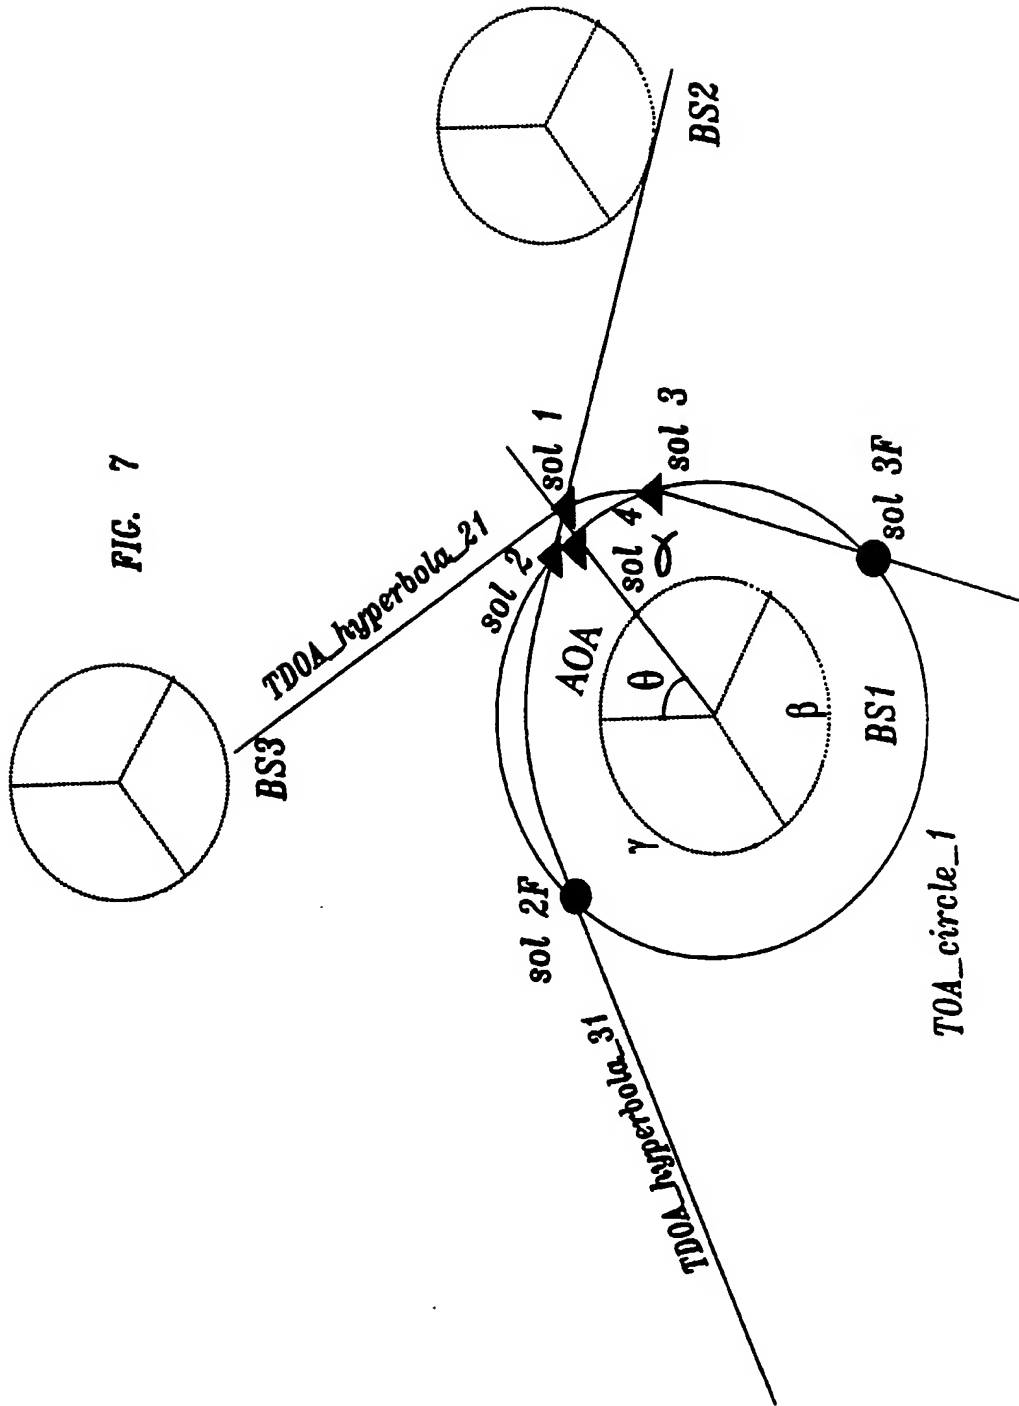 FIG. 7
BS3
TDOA_hyperbola_21
BS2
sol 1
sol 2
sol 3
sol 4
α
AOA
θ
γ
β
BS1
sol 2F
sol 3F
TDOA_hyperbola_31
TOA_circle_1